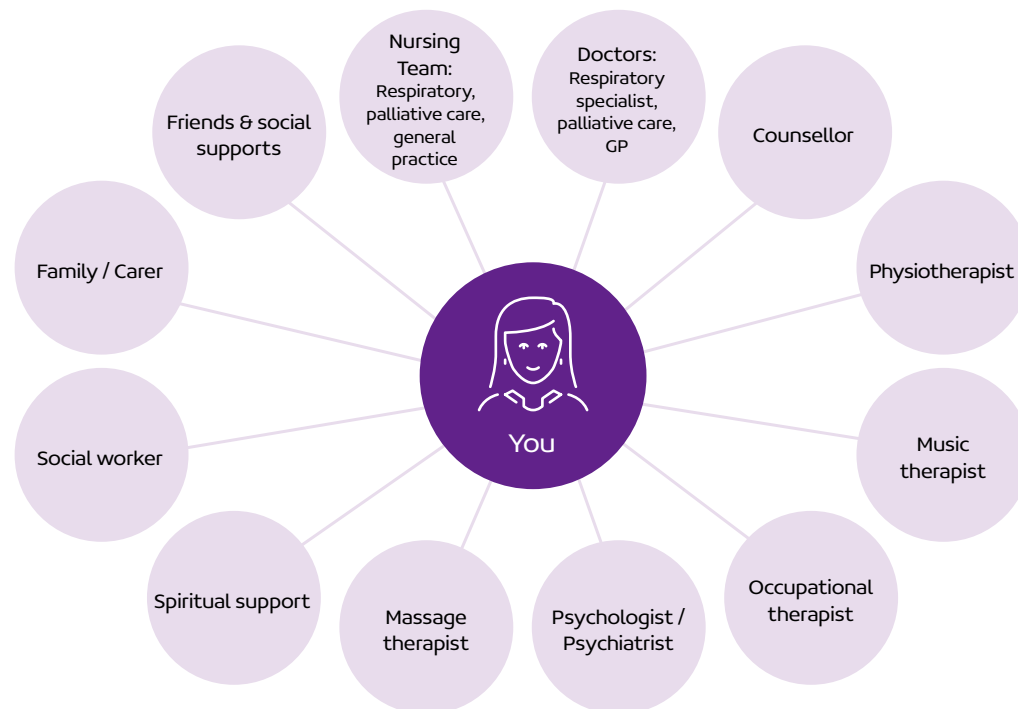 Nursing
Team:
Respiratory,
palliative care,
general
practice
Doctors:
Respiratory
specialist,
palliative care,
GP
Friends & social
supports
Counsellor
Family / Carer
Physiotherapist
You
Social worker
Music
therapist
Spiritual support
Massage
therapist
Psychologist /
Psychiatrist
Occupational
therapist